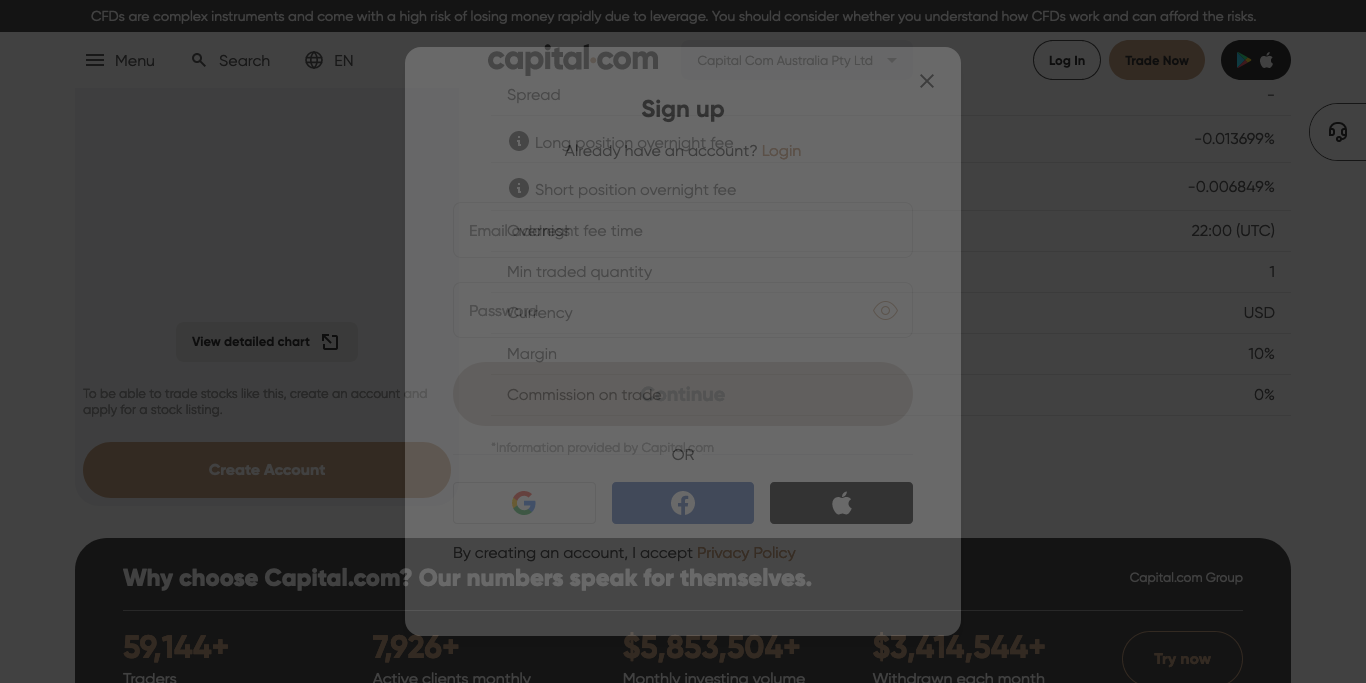 CFDs are complex instruments and come with a high risk of losing money rapidly due to leverage. You should consider whether you understand how CFDs work and can afford the risks.
Menu
Search
EN
capital.com
Capital Com Australia Pty Ltd
Log In
Trade Now
Sign up
Already have an account? Login
Email address
Password
Continue
OR
By creating an account, I accept Privacy Policy
Spread -
Long position overnight fee -0.013699%
Short position overnight fee -0.006849%
Overnight fee time 22:00 (UTC)
Min traded quantity 1
Currency USD
Margin 10%
Commission on trade 0%
*Information provided by Capital.com
View detailed chart
To be able to trade stocks like this, create an account and
apply for a stock listing.
Create Account
Why choose Capital.com? Our numbers speak for themselves.
Capital.com Group
59,144+
Traders
7,926+
Active clients monthly
$5,853,504+
Monthly investing volume
$3,414,544+
Withdrawn each month
Try now